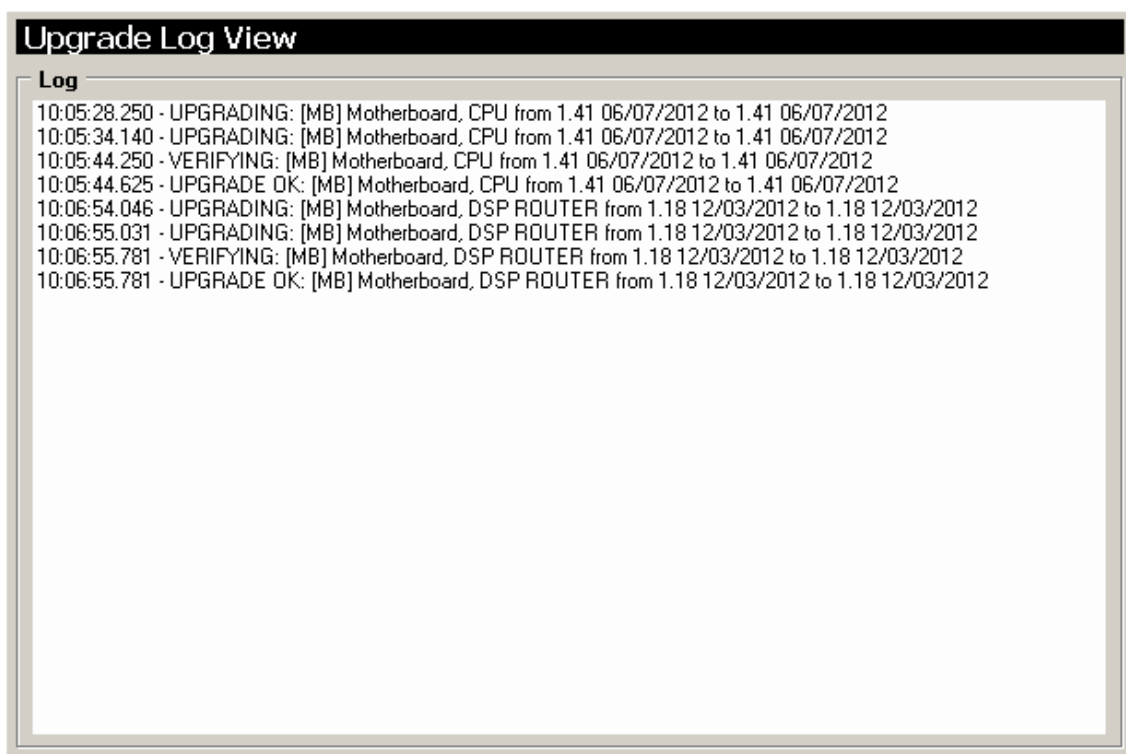 Upgrade Log View
Log
10:05:28.250 - UPGRADING: [MB] Motherboard, CPU from 1.41 06/07/2012 to 1.41 06/07/2012
10:05:34.140 - UPGRADING: [MB] Motherboard, CPU from 1.41 06/07/2012 to 1.41 06/07/2012
10:05:44.250 - VERIFYING: [MB] Motherboard, CPU from 1.41 06/07/2012 to 1.41 06/07/2012
10:05:44.625 - UPGRADE OK: [MB] Motherboard, CPU from 1.41 06/07/2012 to 1.41 06/07/2012
10:06:54.046 - UPGRADING: [MB] Motherboard, DSP ROUTER from 1.18 12/03/2012 to 1.18 12/03/2012
10:06:55.031 - UPGRADING: [MB] Motherboard, DSP ROUTER from 1.18 12/03/2012 to 1.18 12/03/2012
10:06:55.781 - VERIFYING: [MB] Motherboard, DSP ROUTER from 1.18 12/03/2012 to 1.18 12/03/2012
10:06:55.781 - UPGRADE OK: [MB] Motherboard, DSP ROUTER from 1.18 12/03/2012 to 1.18 12/03/2012